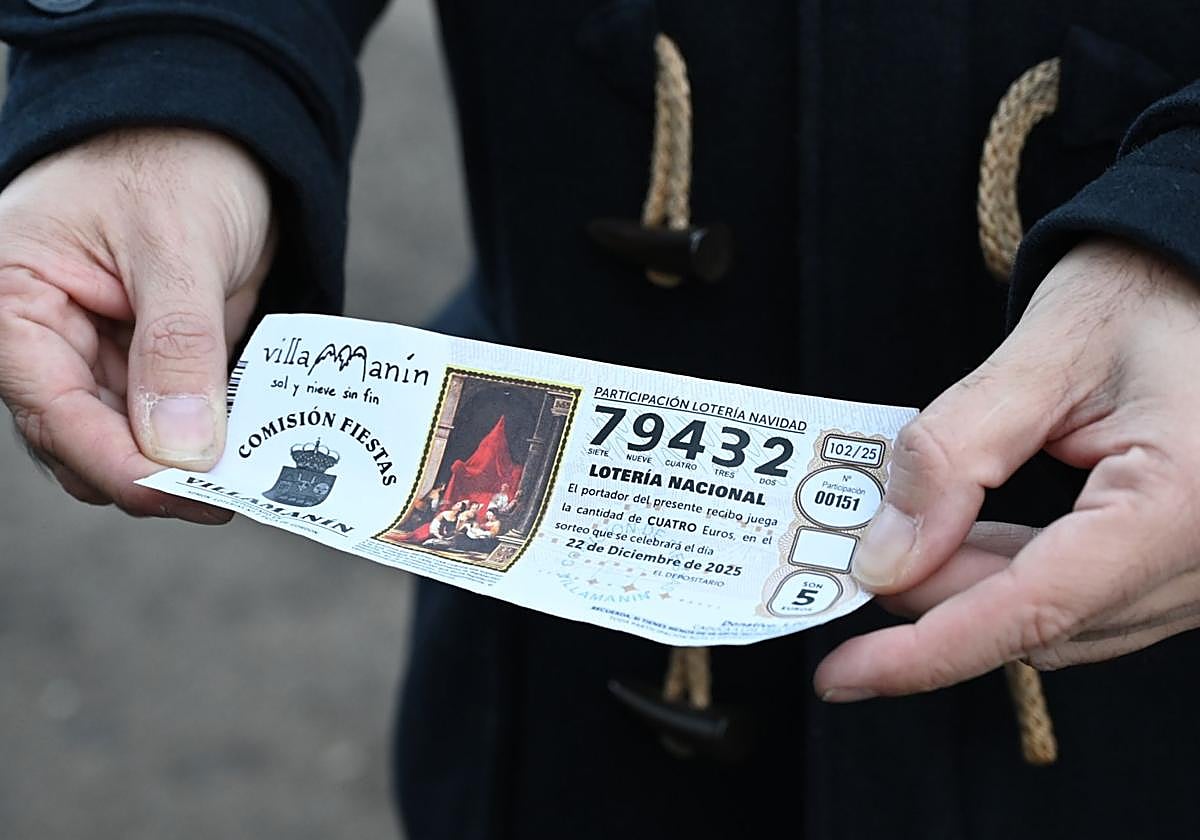 villaManín
sol y nieve sin fin
COMISIÓN FIESTAS
VILLAMANÍN
PARTICIPACIÓN LOTERÍA NAVIDAD
79432
SIETE NUEVE CUATRO TRES DOS
LOTERÍA NACIONAL
El portador del presente recibo juega
la cantidad de CUATRO Euros, en el
sorteo que se celebrará el día
22 de Diciembre de 2025
EL DEPOSITARIO
VILLAMANÍN
102/25
Nº
Participación
00151
SON
5
EUROS
Donativo